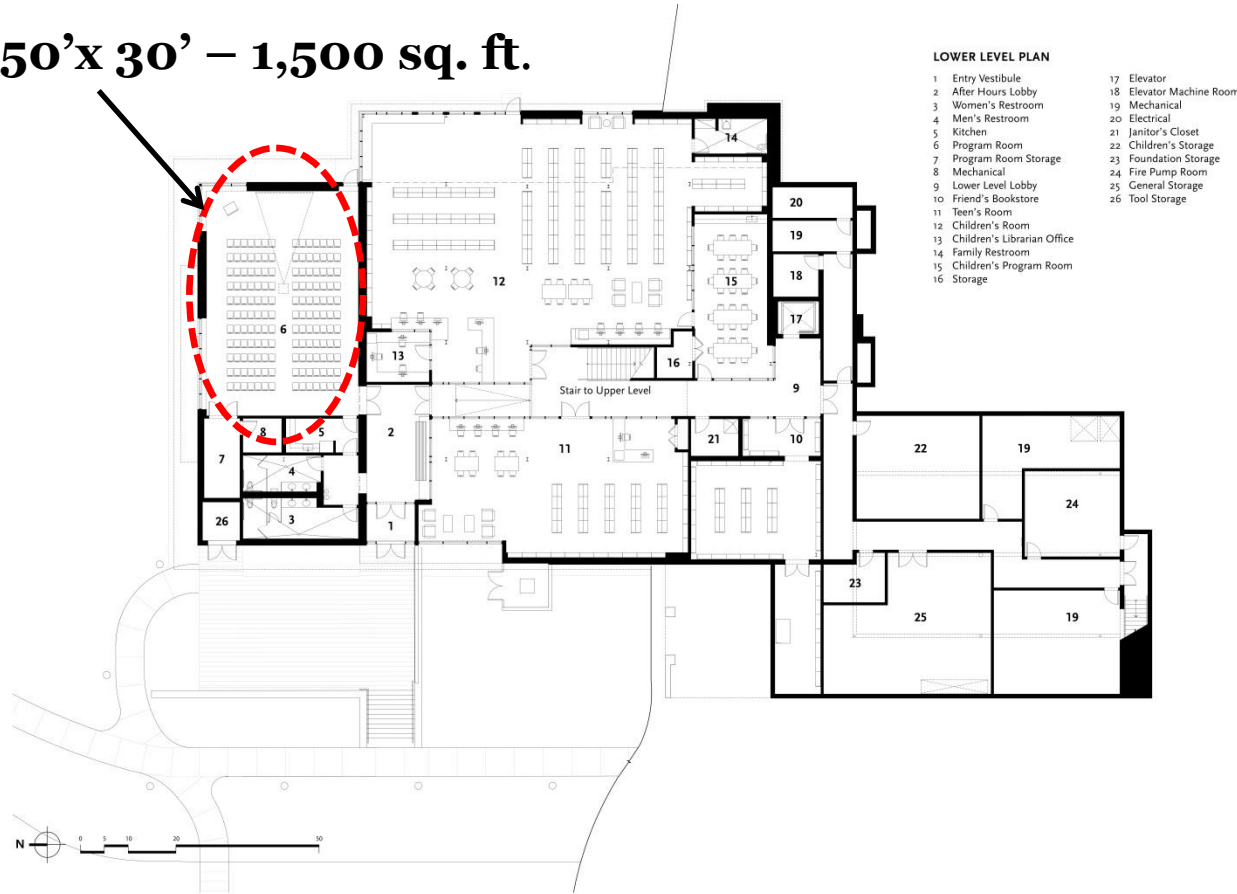 50’x 30’ – 1,500 sq. ft.
LOWER LEVEL PLAN
1 Entry Vestibule
2 After Hours Lobby
3 Women's Restroom
4 Men's Restroom
5 Kitchen
6 Program Room
7 Program Room Storage
8 Mechanical
9 Lower Level Lobby
10 Friend's Bookstore
11 Teen's Room
12 Children's Room
13 Children's Librarian Office
14 Family Restroom
15 Children's Program Room
16 Storage
17 Elevator
18 Elevator Machine Room
19 Mechanical
20 Electrical
21 Janitor's Closet
22 Children's Storage
23 Foundation Storage
24 Fire Pump Room
25 General Storage
26 Tool Storage
14
20
19
18
12
15
17
6
13
16
9
Stair to Upper Level
8
5
2
11
21
10
22
19
7
4
24
26
3
1
23
25
19
N
0 5 10 20 50